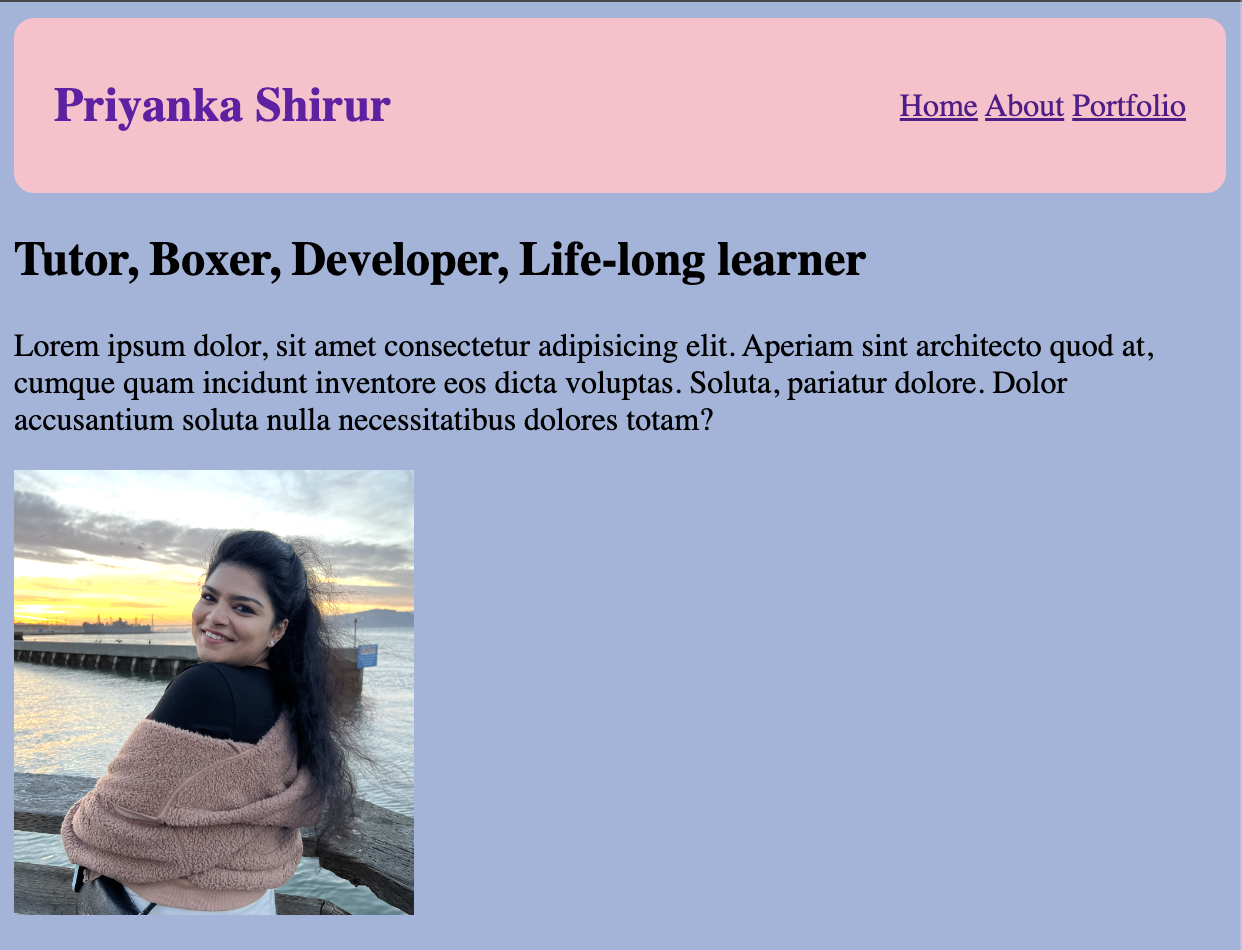 Priyanka Shirur
Home About Portfolio
Tutor, Boxer, Developer, Life-long learner
Lorem ipsum dolor, sit amet consectetur adipisicing elit. Aperiam sint architecto quod at,
cumque quam incidunt inventore eos dicta voluptas. Soluta, pariatur dolore. Dolor
accusantium soluta nulla necessitatibus dolores totam?